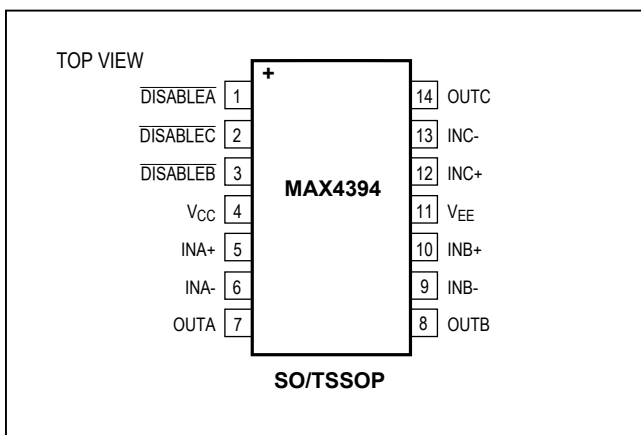 TOP VIEW
+
DISABLEA 1
14 OUTC
DISABLEC 2
13 INC-
DISABLEB 3
12 INC+
MAX4394
VCC 4
11 VEE
INA+ 5
10 INB+
INA- 6
9 INB-
OUTA 7
8 OUTB
SO/TSSOP